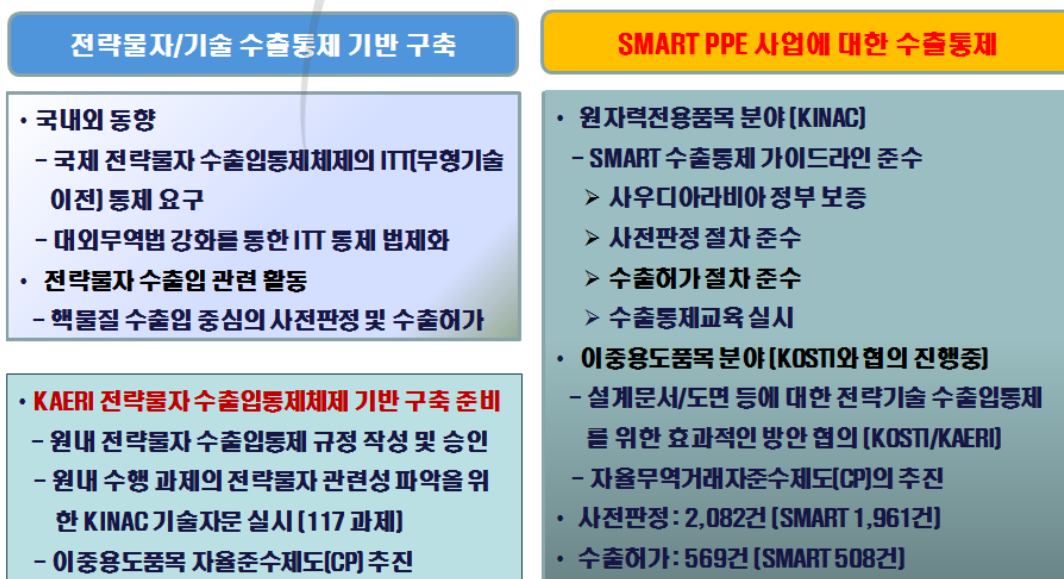 전략물자/기술 수출통제 기반 구축
• 국내외 동향
- 국제 전략물자 수출입통제체제의 ITT(무형기술
이전) 통제 요구
- 대외무역법 강화를 통한 ITT 통제 법제화
• 전략물자 수출입 관련 활동
- 핵물질 수출입 중심의 사전판정 및 수출허가
• KAERI 전략물자 수출입통제체제 기반 구축 준비
- 원내 전략물자 수출입통제 규정 작성 및 승인
- 원내 수행 과제의 전략물자 관련성 파악을 위
한 KINAC 기술자문 실시 (117 과제)
- 이중용도품목 자율준수제도(CP) 추진
SMART PPE 사업에 대한 수출통제
• 원자력전용품목 분야 (KINAC)
- SMART 수출통제 가이드라인 준수
➢ 사우디아라비아 정부 보증
➢ 사전판정 절차 준수
➢ 수출허가 절차 준수
➢ 수출통제교육 실시
• 이중용도품목 분야 (KOSTI와 협의 진행중)
- 설계문서/도면 등에 대한 전략기술 수출입통제
를 위한 효과적인 방안 협의 (KOSTI/KAERI)
- 자율무역거래자준수제도(CP)의 추진
• 사전판정 : 2,082건 (SMART 1,961건)
• 수출허가 : 569건 (SMART 508건)